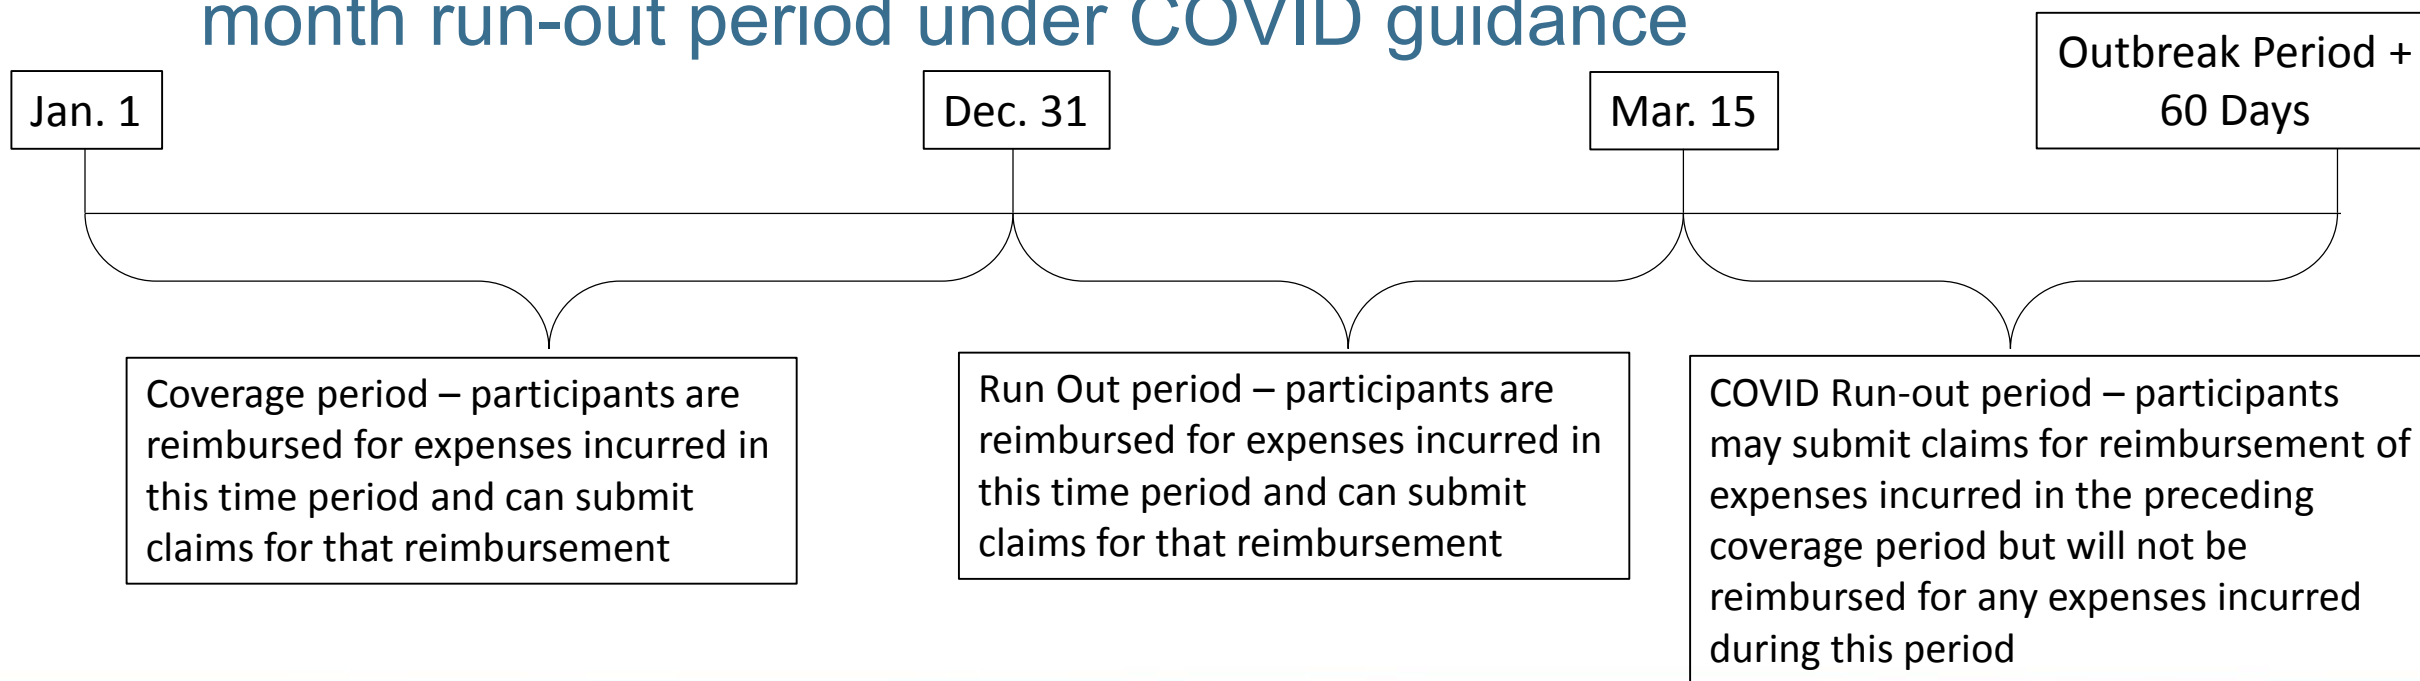 month run-out period under COVID guidance
Outbreak Period +
60 Days
Jan. 1
Dec. 31
Mar. 15
Coverage period – participants are
reimbursed for expenses incurred in
this time period and can submit
claims for that reimbursement
Run Out period – participants are
reimbursed for expenses incurred in
this time period and can submit
claims for that reimbursement
COVID Run-out period – participants
may submit claims for reimbursement of
expenses incurred in the preceding
coverage period but will not be
reimbursed for any expenses incurred
during this period